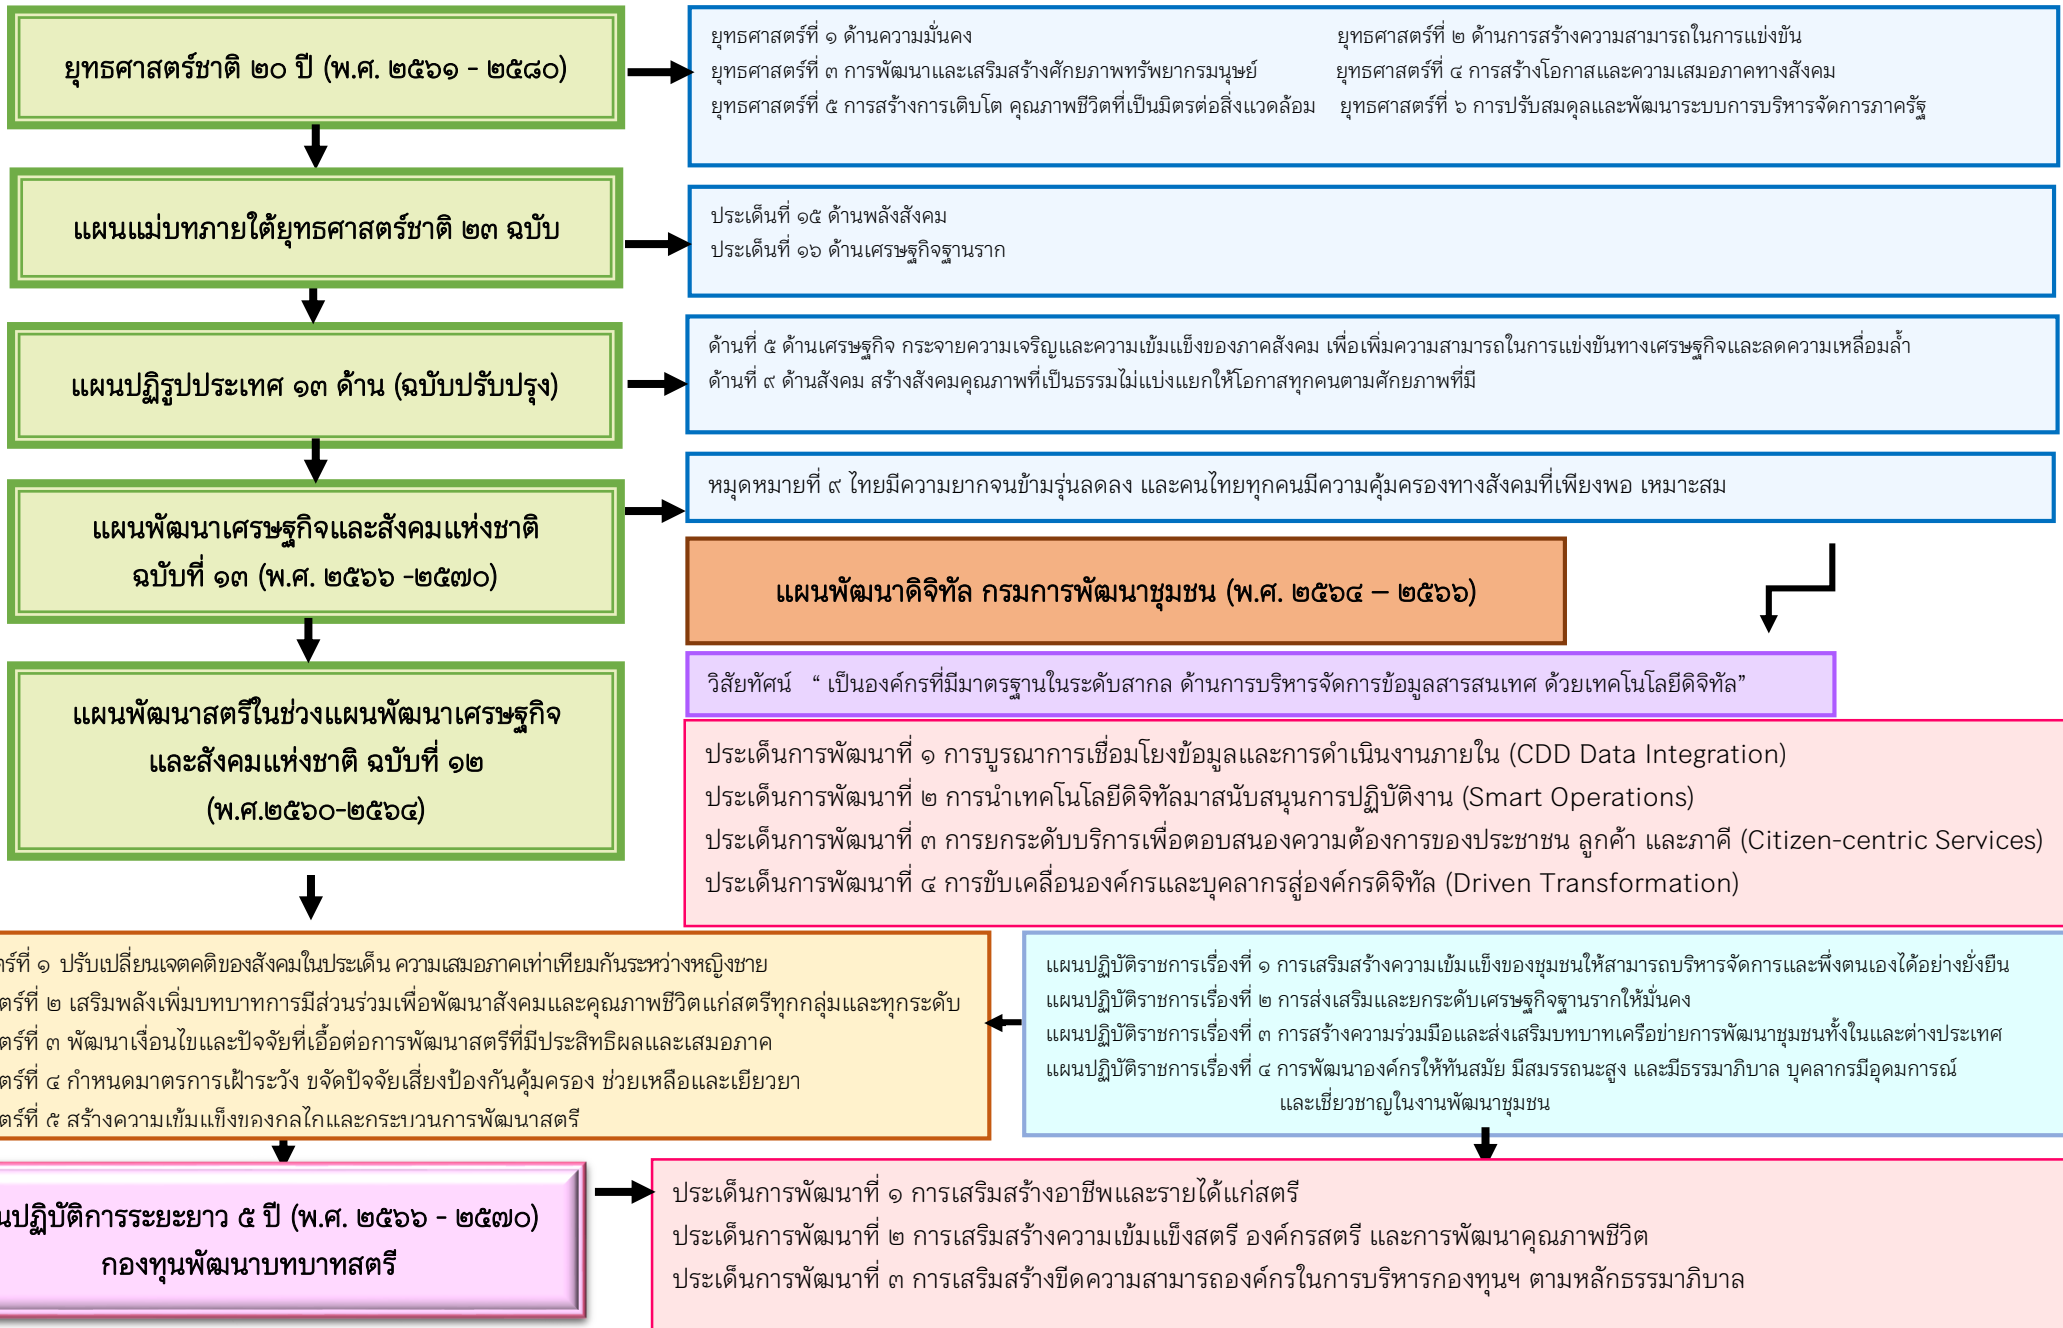 ยุทธศาสตร์ชาติ ๒๐ ปี (พ.ศ. ๒๕๖๑ - ๒๕๘๐)
ยุทธศาสตร์ที่ ๑ ด้านความมั่นคง ยุทธศาสตร์ที่ ๒ ด้านการสร้างความสามารถในการแข่งขัน
ยุทธศาสตร์ที่ ๓ การพัฒนาและเสริมสร้างศักยภาพทรัพยากรมนุษย์ ยุทธศาสตร์ที่ ๔ การสร้างโอกาสและความเสมอภาคทางสังคม
ยุทธศาสตร์ที่ ๕ การสร้างการเติบโต คุณภาพชีวิตที่เป็นมิตรต่อสิ่งแวดล้อม ยุทธศาสตร์ที่ ๖ การปรับสมดุลและพัฒนาระบบการบริหารจัดการภาครัฐ
แผนแม่บทภายใต้ยุทธศาสตร์ชาติ ๒๓ ฉบับ
ประเด็นที่ ๑๕ ด้านพลังสังคม
ประเด็นที่ ๑๖ ด้านเศรษฐกิจฐานราก
แผนปฏิรูปประเทศ ๑๓ ด้าน (ฉบับปรับปรุง)
ด้านที่ ๕ ด้านเศรษฐกิจ กระจายความเจริญและความเข้มแข็งของภาคสังคม เพื่อเพิ่มความสามารถในการแข่งขันทางเศรษฐกิจและลดความเหลื่อมล้ำ
ด้านที่ ๙ ด้านสังคม สร้างสังคมคุณภาพที่เป็นธรรมไม่แบ่งแยกให้โอกาสทุกคนตามศักยภาพที่มี
แผนพัฒนาเศรษฐกิจและสังคมแห่งชาติ
ฉบับที่ ๑๓ (พ.ศ. ๒๕๖๖ -๒๕๗๐)
หมุดหมายที่ ๙ ไทยมีความยากจนข้ามรุ่นลดลง และคนไทยทุกคนมีความคุ้มครองทางสังคมที่เพียงพอ เหมาะสม
แผนพัฒนาดิจิทัล กรมการพัฒนาชุมชน (พ.ศ. ๒๕๖๔ – ๒๕๖๖)
วิสัยทัศน์ “ เป็นองค์กรที่มีมาตรฐานในระดับสากล ด้านการบริหารจัดการข้อมูลสารสนเทศ ด้วยเทคโนโลยีดิจิทัล”
แผนพัฒนาสตรีในช่วงแผนพัฒนาเศรษฐกิจ
และสังคมแห่งชาติ ฉบับที่ ๑๒
(พ.ศ.๒๕๖๐-๒๕๖๔)
ประเด็นการพัฒนาที่ ๑ การบูรณาการเชื่อมโยงข้อมูลและการดำเนินงานภายใน (CDD Data Integration)
ประเด็นการพัฒนาที่ ๒ การนำเทคโนโลยีดิจิทัลมาสนับสนุนการปฏิบัติงาน (Smart Operations)
ประเด็นการพัฒนาที่ ๓ การยกระดับบริการเพื่อตอบสนองความต้องการของประชาชน ลูกค้า และภาคี (Citizen-centric Services)
ประเด็นการพัฒนาที่ ๔ การขับเคลื่อนองค์กรและบุคลากรสู่องค์กรดิจิทัล (Driven Transformation)
ตร์ที่ ๑ ปรับเปลี่ยนเจตคติของสังคมในประเด็น ความเสมอภาคเท่าเทียมกันระหว่างหญิงชาย
ตร์ที่ ๒ เสริมพลังเพิ่มบทบาทการมีส่วนร่วมเพื่อพัฒนาสังคมและคุณภาพชีวิตแก่สตรีทุกกลุ่มและทุกระดับ
ตร์ที่ ๓ พัฒนาเงื่อนไขและปัจจัยที่เอื้อต่อการพัฒนาสตรีที่มีประสิทธิผลและเสมอภาค
ตร์ที่ ๔ กำหนดมาตรการเฝ้าระวัง ขจัดปัจจัยเสี่ยงป้องกันคุ้มครอง ช่วยเหลือและเยียวยา
ตร์ที่ ๕ สร้างความเข้มแข็งของกลไกและกระบวนการพัฒนาสตรี
แผนปฏิบัติราชการเรื่องที่ ๑ การเสริมสร้างความเข้มแข็งของชุมชนให้สามารถบริหารจัดการและพึ่งตนเองได้อย่างยั่งยืน
แผนปฏิบัติราชการเรื่องที่ ๒ การส่งเสริมและยกระดับเศรษฐกิจฐานรากให้มั่นคง
แผนปฏิบัติราชการเรื่องที่ ๓ การสร้างความร่วมมือและส่งเสริมบทบาทเครือข่ายการพัฒนาชุมชนทั้งในและต่างประเทศ
แผนปฏิบัติราชการเรื่องที่ ๔ การพัฒนาองค์กรให้ทันสมัย มีสมรรถนะสูง และมีธรรมาภิบาล บุคลากรมีอุดมการณ์
และเชี่ยวชาญในงานพัฒนาชุมชน
นปฏิบัติการระยะยาว ๕ ปี (พ.ศ. ๒๕๖๖ - ๒๕๗๐)
กองทุนพัฒนาบทบาทสตรี
ประเด็นการพัฒนาที่ ๑ การเสริมสร้างอาชีพและรายได้แก่สตรี
ประเด็นการพัฒนาที่ ๒ การเสริมสร้างความเข้มแข็งสตรี องค์กรสตรี และการพัฒนาคุณภาพชีวิต
ประเด็นการพัฒนาที่ ๓ การเสริมสร้างขีดความสามารถองค์กรในการบริหารกองทุนฯ ตามหลักธรรมาภิบาล